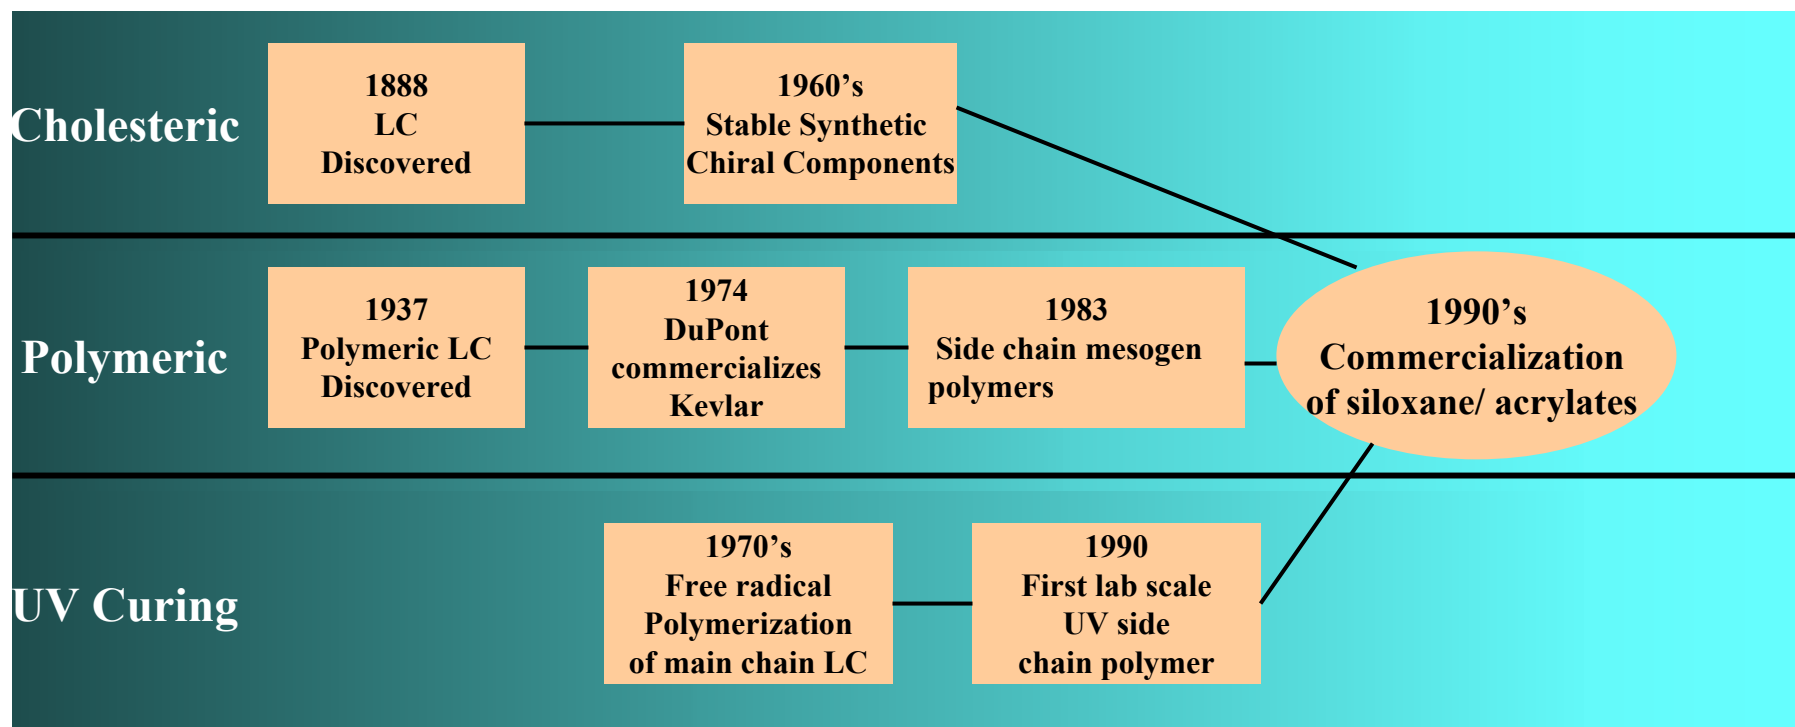 Cholesteric
1888
LC
Discovered
1960’s
Stable Synthetic
Chiral Components
Polymeric
1937
Polymeric LC
Discovered
1974
DuPont
commercializes
Kevlar
1983
Side chain mesogen
polymers
1990’s
Commercialization
of siloxane/ acrylates
UV Curing
1970’s
Free radical
Polymerization
of main chain LC
1990
First lab scale
UV side
chain polymer